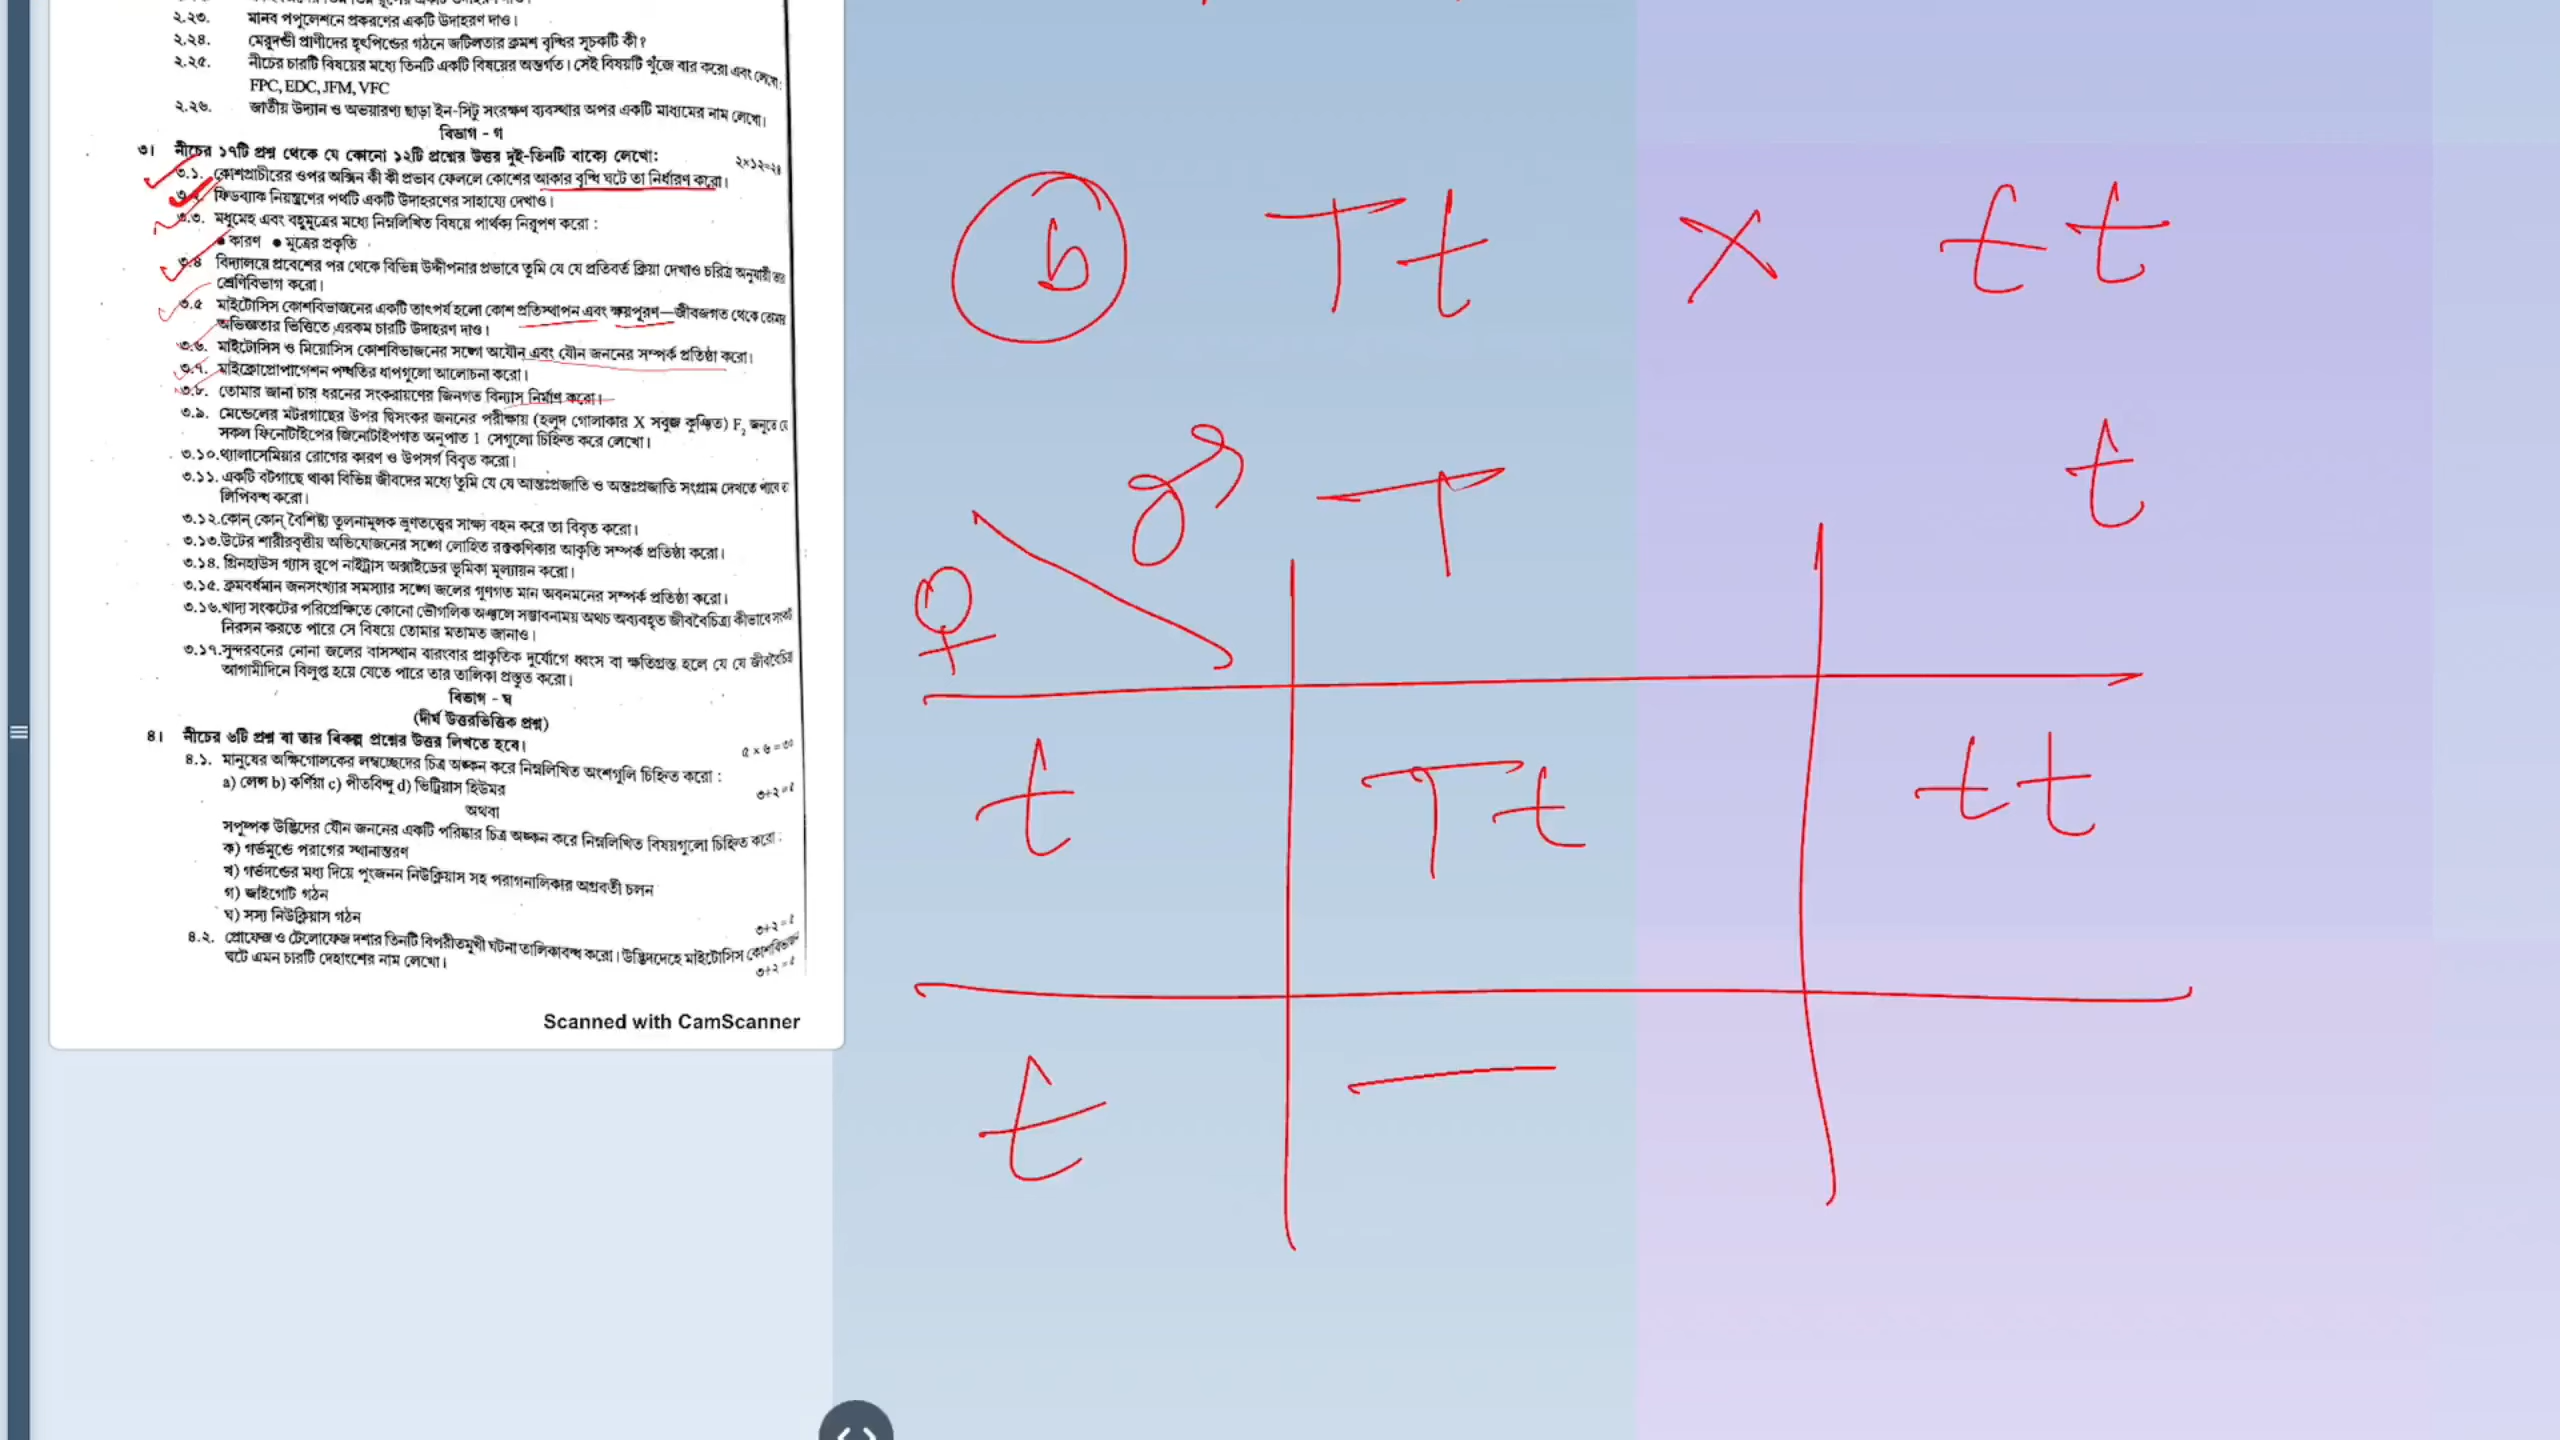 ২.২৩. মানব পপুলেশনে প্রকরণের একটি উদাহরণ দাও।
২.২৪. মেরুদণ্ডী প্রাণীদের হৃৎপিণ্ডের গঠনে জটিলতার ক্রমশ বৃদ্ধির সূচকটি কী?
২.২৫. নীচের চারটি বিষয়ের মধ্যে তিনটি একটি বিষয়ের অন্তর্গত। সেই বিষয়টি খুঁজে বার করো এবং লেখো:
FPC, EDC, JFM, VFC
২.২৬. জাতীয় উদ্যান ও অভয়ারণ্য ছাড়া ইন-সিটু সংরক্ষণ ব্যবস্থার অপর একটি মাধ্যমের নাম লেখো।
বিভাগ - গ
৩। নীচের ১৭টি প্রশ্ন থেকে যে কোনো ১২টি প্রশ্নের উত্তর দুই-তিনটি বাক্যে লেখো: ২×১২=২৪
৩.১. কোশপ্রাচীরের ওপর অক্সিন কী কী প্রভাব ফেললে কোশের আকার বৃদ্ধি ঘটে তা নির্ধারণ করো।
৩.২. ফিডব্যাক নিয়ন্ত্রণের পথটি একটি উদাহরণের সাহায্যে দেখাও।
৩.৩. মধুমেহ এবং বহুমূত্রের মধ্যে নিম্নলিখিত বিষয়ে পার্থক্য নিরূপণ করো :
● কারণ ● মূত্রের প্রকৃতি
৩.৪ বিদ্যালয়ে প্রবেশের পর থেকে বিভিন্ন উদ্দীপনার প্রভাবে তুমি যে যে প্রতিবর্ত ক্রিয়া দেখাও চরিত্র অনুযায়ী তার
শ্রেণিবিভাগ করো।
৩.৫ মাইটোসিস কোশবিভাজনের একটি তাৎপর্য হলো কোশ প্রতিস্থাপন এবং ক্ষয়পূরণ—জীবজগত থেকে তোমার
অভিজ্ঞতার ভিত্তিতে এরকম চারটি উদাহরণ দাও।
৩.৬. মাইটোসিস ও মিয়োসিস কোশবিভাজনের সঙ্গে অযৌন এবং যৌন জননের সম্পর্ক প্রতিষ্ঠা করো।
৩.৭. মাইক্রোপ্রোপাগেশন পদ্ধতির ধাপগুলো আলোচনা করো।
৩.৮. তোমার জানা চার ধরনের সংকরায়ণের জিনগত বিন্যাস নির্মাণ করো।
৩.৯. মেন্ডেলের মটরগাছের উপর দ্বিসংকর জননের পরীক্ষায় (হলুদ গোলাকার X সবুজ কুঞ্চিত) F₂ জনুতে যে
সকল ফিনোটাইপের জিনোটাইপগত অনুপাত 1 সেগুলো চিহ্নিত করে লেখো।
৩.১০.থ্যালাসেমিয়ার রোগের কারণ ও উপসর্গ বিবৃত করো।
৩.১১. একটি বটগাছে থাকা বিভিন্ন জীবদের মধ্যে তুমি যে যে আন্তঃপ্রজাতি ও অন্তঃপ্রজাতি সংগ্রাম দেখতে পাবে তা
লিপিবদ্ধ করো।
৩.১২.কোন্ কোন্ বৈশিষ্ট্য তুলনামূলক ভ্রূণতত্ত্বের সাক্ষ্য বহন করে তা বিবৃত করো।
৩.১৩.উটের শারীরবৃত্তীয় অভিযোজনের সঙ্গে লোহিত রক্তকণিকার আকৃতি সম্পর্ক প্রতিষ্ঠা করো।
৩.১৪. গ্রিনহাউস গ্যাস রূপে নাইট্রাস অক্সাইডের ভূমিকা মূল্যায়ন করো।
৩.১৫. ক্রমবর্ধমান জনসংখ্যার সমস্যার সঙ্গে জলের গুণগত মান অবনমনের সম্পর্ক প্রতিষ্ঠা করো।
৩.১৬.খাদ্য সংকটের পরিপ্রেক্ষিতে কোনো ভৌগলিক অঞ্চলে সম্ভাবনাময় অথচ অব্যবহৃত জীববৈচিত্র্য কীভাবে সংকট
নিরসন করতে পারে সে বিষয়ে তোমার মতামত জানাও।
৩.১৭.সুন্দরবনের নোনা জলের বাসস্থান বারংবার প্রাকৃতিক দুর্যোগে ধ্বংস বা ক্ষতিগ্রস্ত হলে যে যে জীববৈচিত্র্য
আগামীদিনে বিলুপ্ত হয়ে যেতে পারে তার তালিকা প্রস্তুত করো।
বিভাগ - ঘ
(দীর্ঘ উত্তরভিত্তিক প্রশ্ন)
৪। নীচের ৬টি প্রশ্ন বা তার বিকল্প প্রশ্নের উত্তর লিখতে হবে। ৫ × ৬ = ৩০
৪.১. মানুষের অক্ষিগোলকের লম্বচ্ছেদের চিত্র অঙ্কন করে নিম্নলিখিত অংশগুলি চিহ্নিত করো :
a) লেন্স b) কর্ণিয়া c) পীতবিন্দু d) ভিট্রিয়াস হিউমর ৩+২=৫
অথবা
সপুষ্পক উদ্ভিদের যৌন জননের একটি পরিষ্কার চিত্র অঙ্কন করে নিম্নলিখিত বিষয়গুলো চিহ্নিত করো :
ক) গর্ভমুণ্ডে পরাগের স্থানান্তরণ
খ) গর্ভদণ্ডের মধ্য দিয়ে পুংজনন নিউক্লিয়াস সহ পরাগনালিকার অগ্রবর্তী চলন
গ) জাইগোট গঠন
ঘ) সস্য নিউক্লিয়াস গঠন ৩+২=৫
৪.২. প্রোফেজ ও টেলোফেজ দশার তিনটি বিপরীতমুখী ঘটনা তালিকাবদ্ধ করো। উদ্ভিদদেহে মাইটোসিস কোশবিভাজন
ঘটে এমন চারটি দেহাংশের নাম লেখো। ৩+২=৫
Scanned with CamScanner
b Tt × tt
♂ T t
♀
t Tt tt
t